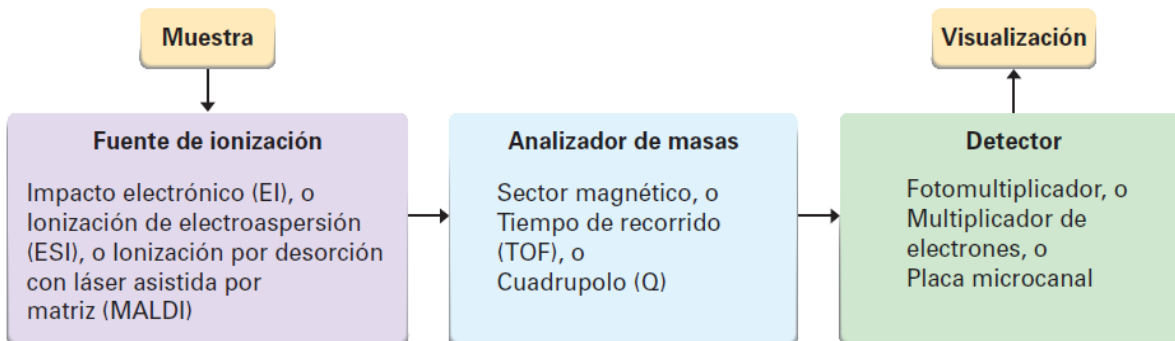 Muestra
Visualización
Fuente de ionización
Impacto electrónico (EI), o
Ionización de electroaspersión
(ESI), o Ionización por desorción
con láser asistida por
matriz (MALDI)
Analizador de masas
Sector magnético, o
Tiempo de recorrido
(TOF), o
Cuadrupolo (Q)
Detector
Fotomultiplicador, o
Multiplicador de
electrones, o
Placa microcanal